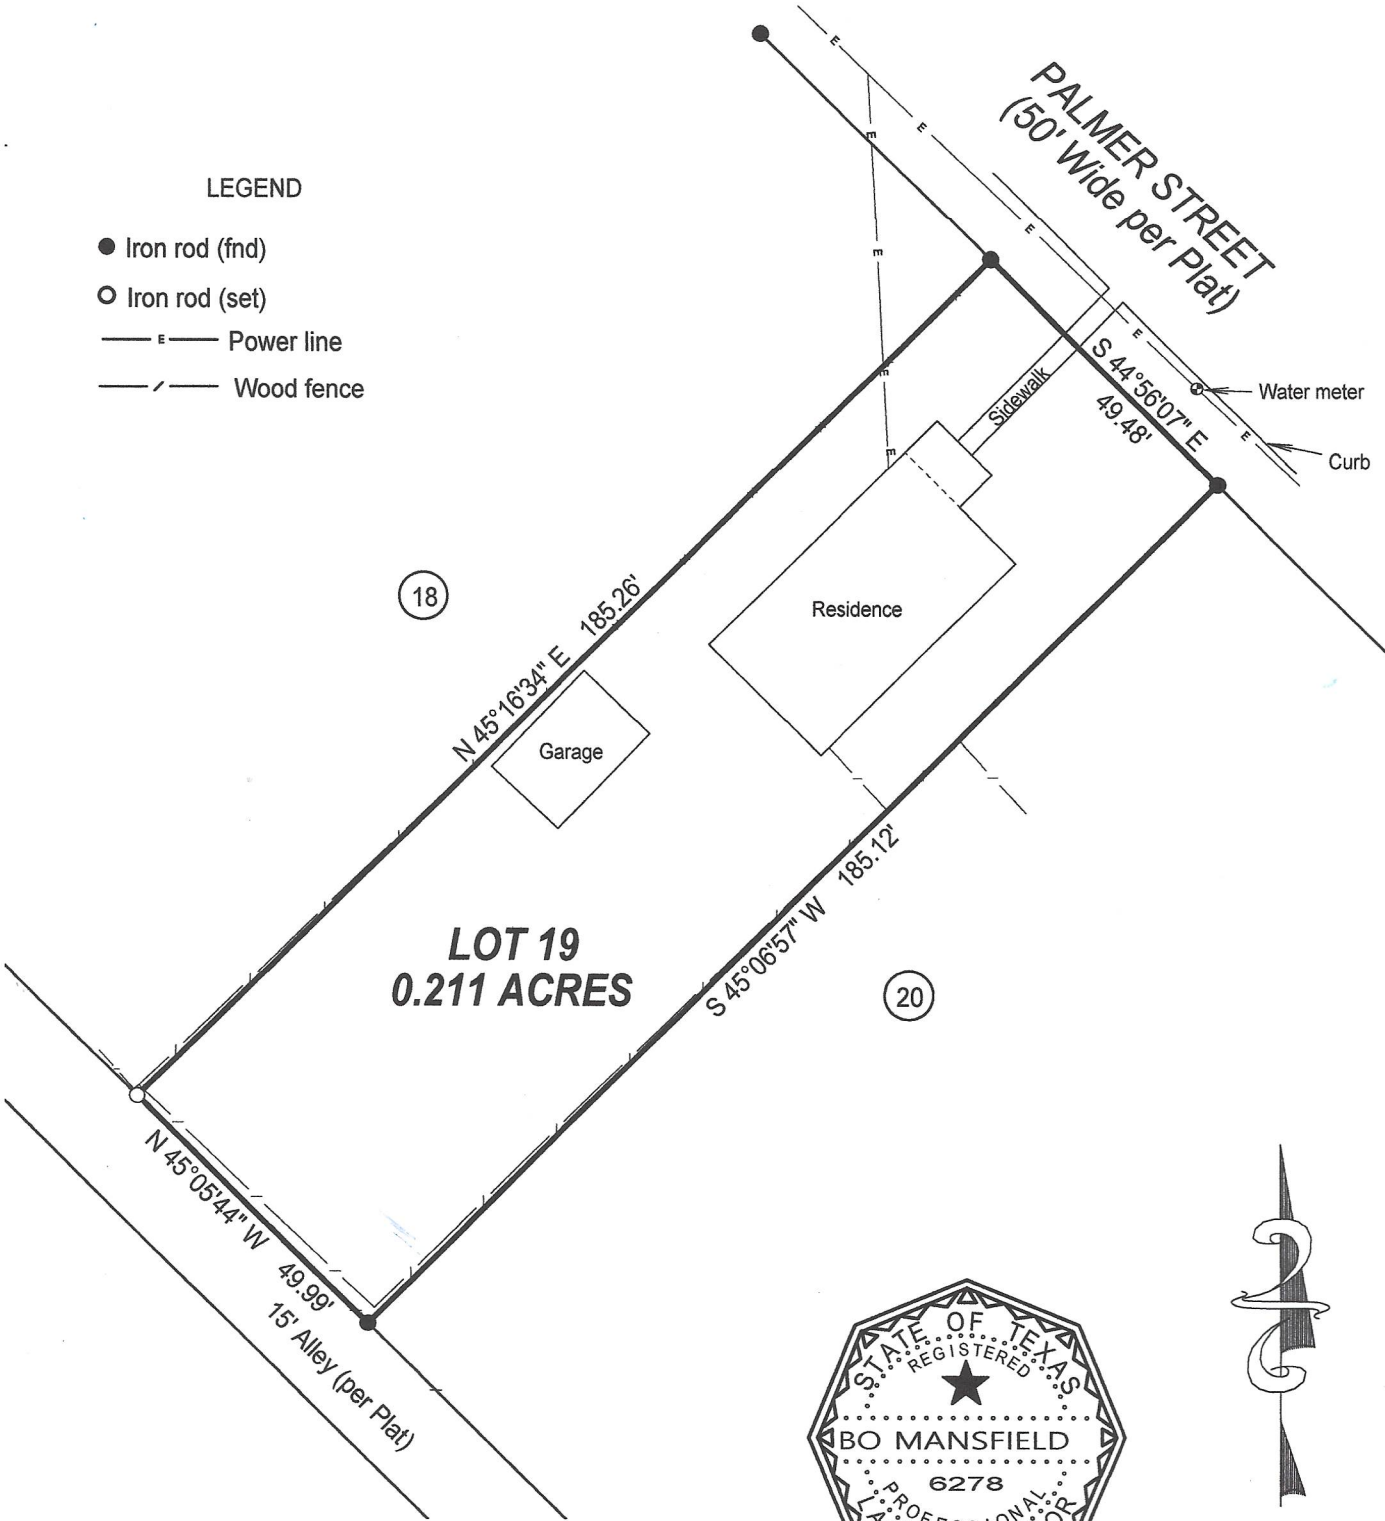 PALMER STREET
(50' Wide per Plat)
LEGEND
Iron rod (fnd)
Iron rod (set)
E Power line
Wood fence
E
E
E
E
E
E
E
E
E
S 44°56'07" E
49.48'
Water meter
Curb
Sidewalk
18
N 45°16'34" E 185.26'
Residence
Garage
S 45°06'57" W 185.12'
LOT 19
0.211 ACRES
20
N 45°05'44" W 49.99'
15' Alley (per Plat)
STATE OF TEXAS
REGISTERED
BO MANSFIELD
6278
PROFESSIONAL